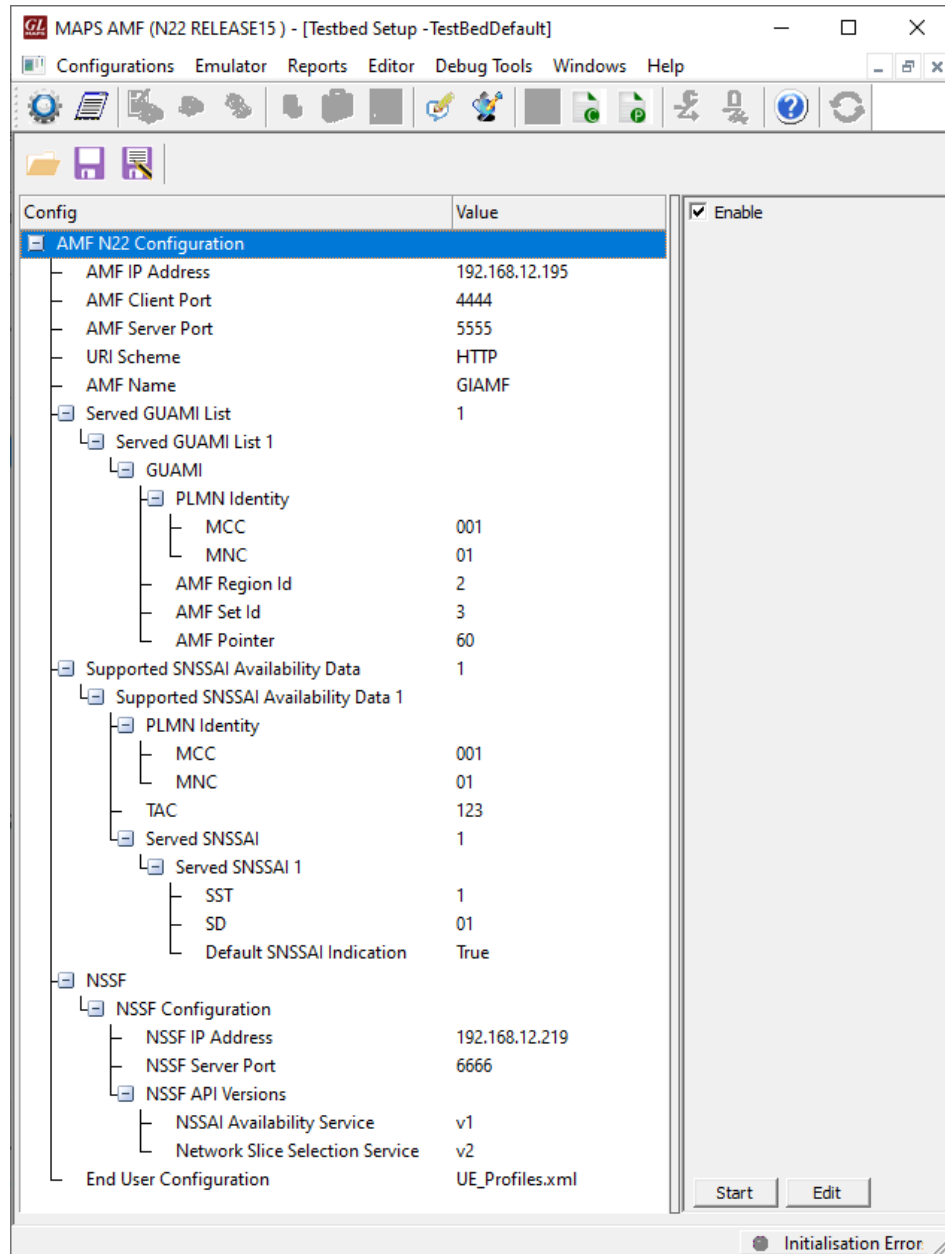 GL MAPS MAPS AMF (N22 RELEASE15 ) - [Testbed Setup -TestBedDefault]
Configurations Emulator Reports Editor Debug Tools Windows Help
Config Value
Enable
AMF N22 Configuration
AMF IP Address 192.168.12.195
AMF Client Port 4444
AMF Server Port 5555
URI Scheme HTTP
AMF Name GIAMF
Served GUAMI List 1
Served GUAMI List 1
GUAMI
PLMN Identity
MCC 001
MNC 01
AMF Region Id 2
AMF Set Id 3
AMF Pointer 60
Supported SNSSAI Availability Data 1
Supported SNSSAI Availability Data 1
PLMN Identity
MCC 001
MNC 01
TAC 123
Served SNSSAI 1
Served SNSSAI 1
SST 1
SD 01
Default SNSSAI Indication True
NSSF
NSSF Configuration
NSSF IP Address 192.168.12.219
NSSF Server Port 6666
NSSF API Versions
NSSAI Availability Service v1
Network Slice Selection Service v2
End User Configuration UE_Profiles.xml
Start Edit
Initialisation Error